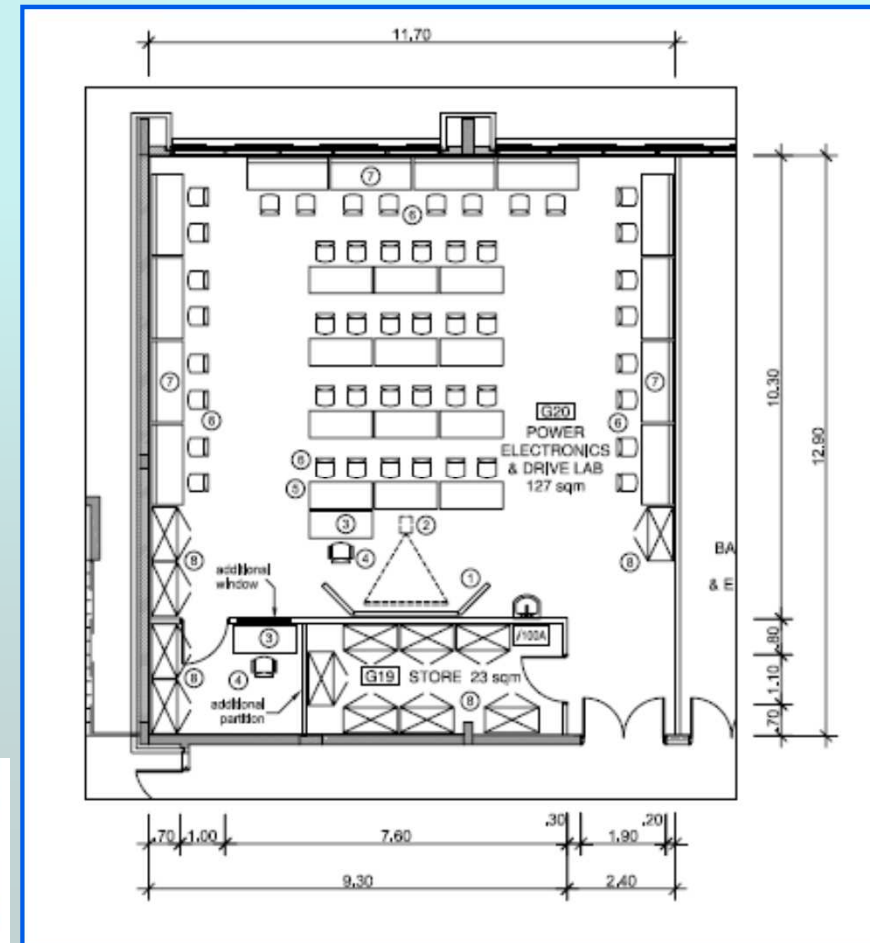 11.70
⑦
⑥
⑦
⑦
⑥
⑥
10.30
12.90
G20
POWER
ELECTRONICS
& DRIVE LAB
127 sqm
⑥
⑤
③
②
④
①
⑧
⑧
BA
& E
additional
window
③
④
⑧
/100A
G19 STORE 23 sqm
⑧
additional
partition
.80
1.10
.70
.70
1.00
7.60
.30
1.90
.20
9.30
2.40